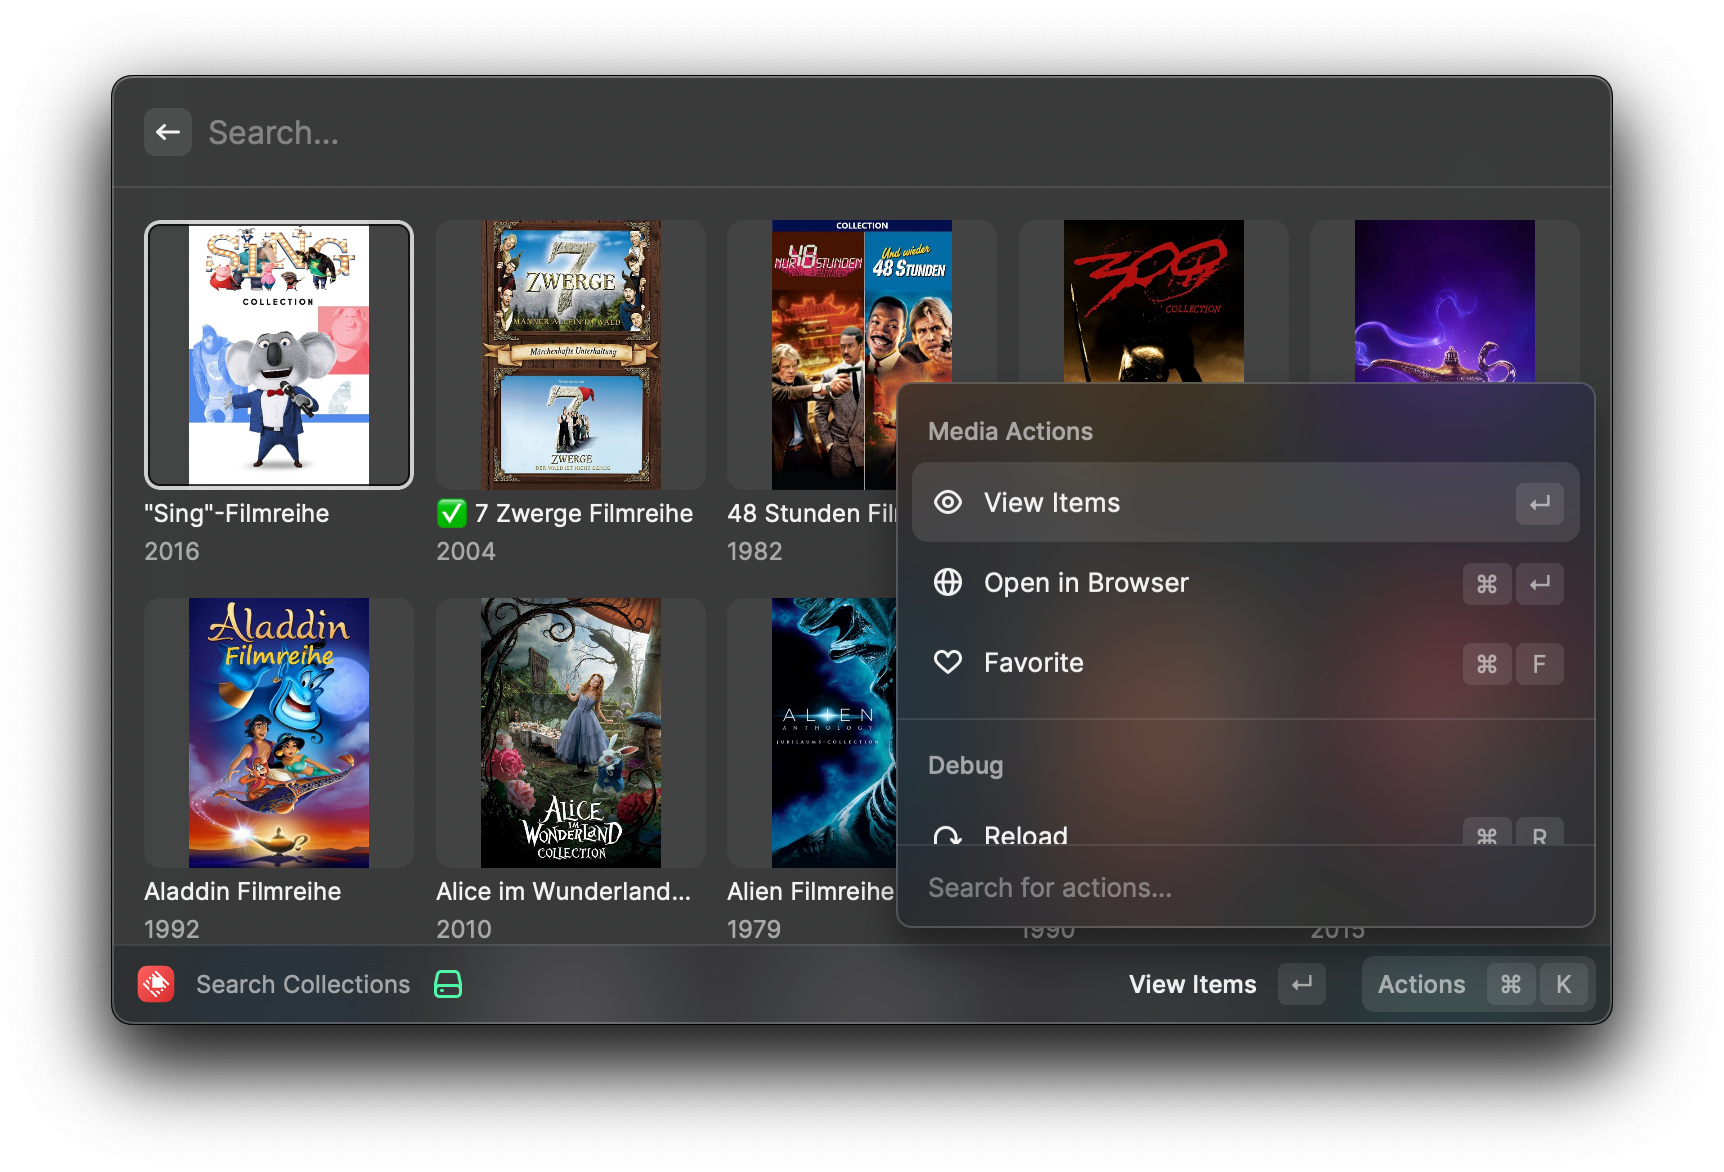 Search...
SING
COLLECTION
"Sing"-Filmreihe
2016
7
ZWERGE
MÄNNER ALLEIN IM WALD
Märchenhafte Unterhaltung
7
ZWERGE
DER WALD IST NICHT GENUG
✅ 7 Zwerge Filmreihe
2004
COLLECTION
NUR 48 STUNDEN
Und wieder
48 STUNDEN
48 Stunden Fil
1982
300
COLLECTION
Aladdin
Filmreihe
Aladdin Filmreihe
1992
ALICE
IM
WONDERLAND
COLLECTION
Alice im Wunderland...
2010
ALIEN
ANTHOLOGY
JUBILÄUMS-COLLECTION
Alien Filmreihe
1979
1990
2015
Media Actions
View Items ↵
Open in Browser ⌘ ↵
Favorite ⌘ F
Debug
Reload ⌘ R
Search for actions...
Search Collections
View Items ↵
Actions ⌘ K